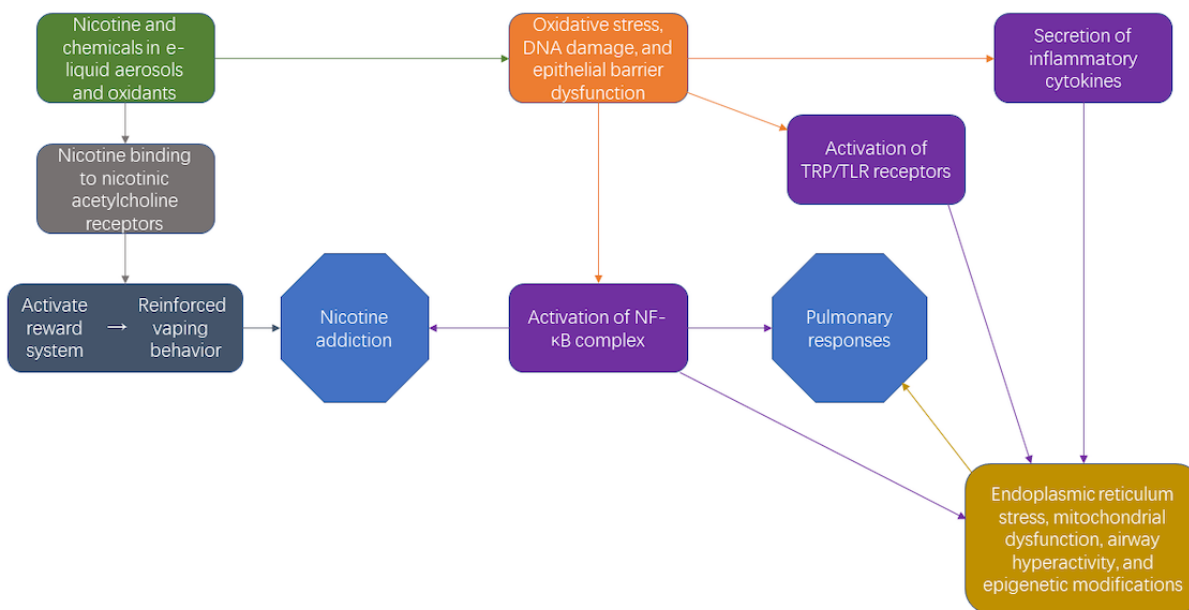 Nicotine and
chemicals in e-
liquid aerosols
and oxidants
Oxidative stress,
DNA damage, and
epithelial barrier
dysfunction
Secretion of
inflammatory
cytokines
Nicotine binding
to nicotinic
acetylcholine
receptors
Activation of
TRP/TLR receptors
Activate
reward
system
→
Reinforced
vaping
behavior
Nicotine
addiction
Activation of NF-
κB complex
Pulmonary
responses
Endoplasmic reticulum
stress, mitochondrial
dysfunction, airway
hyperactivity, and
epigenetic modifications